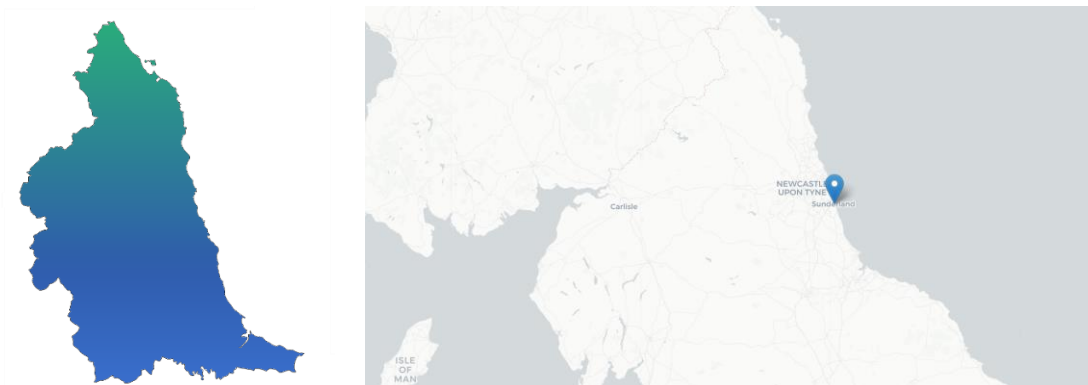 NEWCASTLE
UPON TYNE
Sunderland
Carlisle
ISLE
OF
MAN